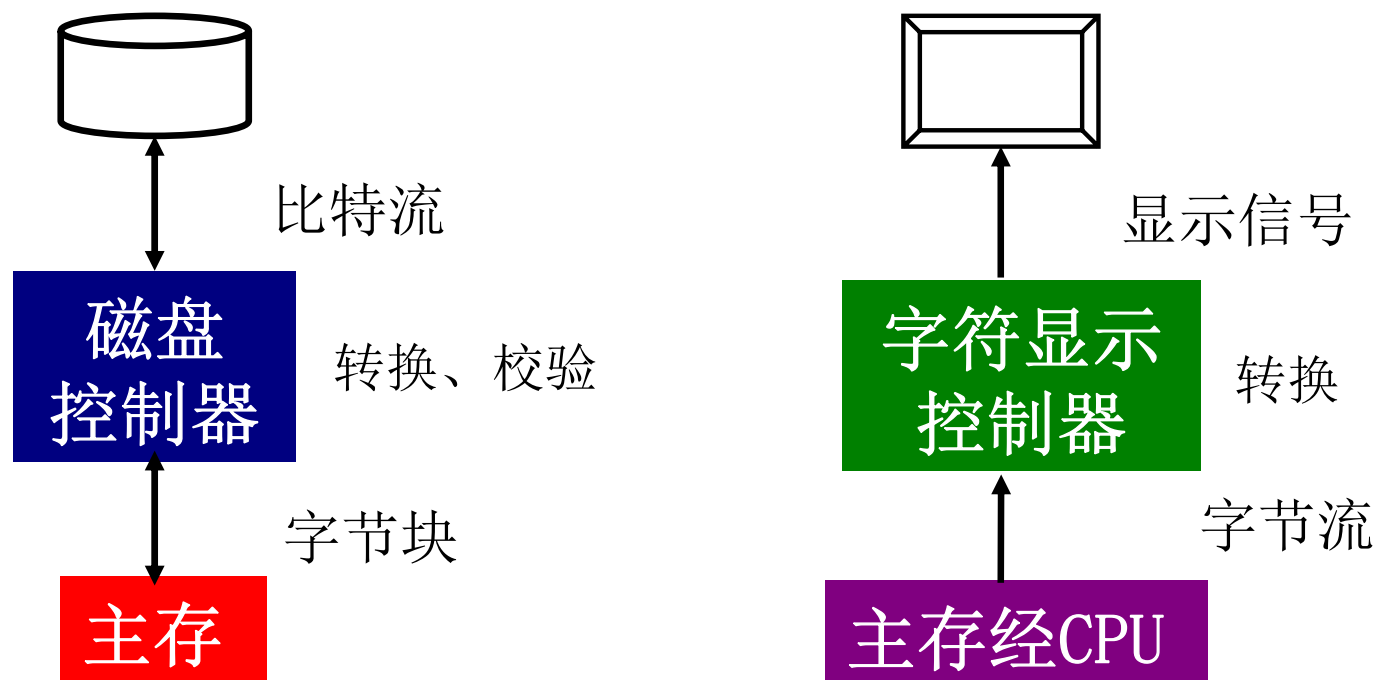 比特流
磁盘
控制器
转换、校验
字节块
主存
显示信号
字符显示
控制器
转换
字节流
主存经CPU